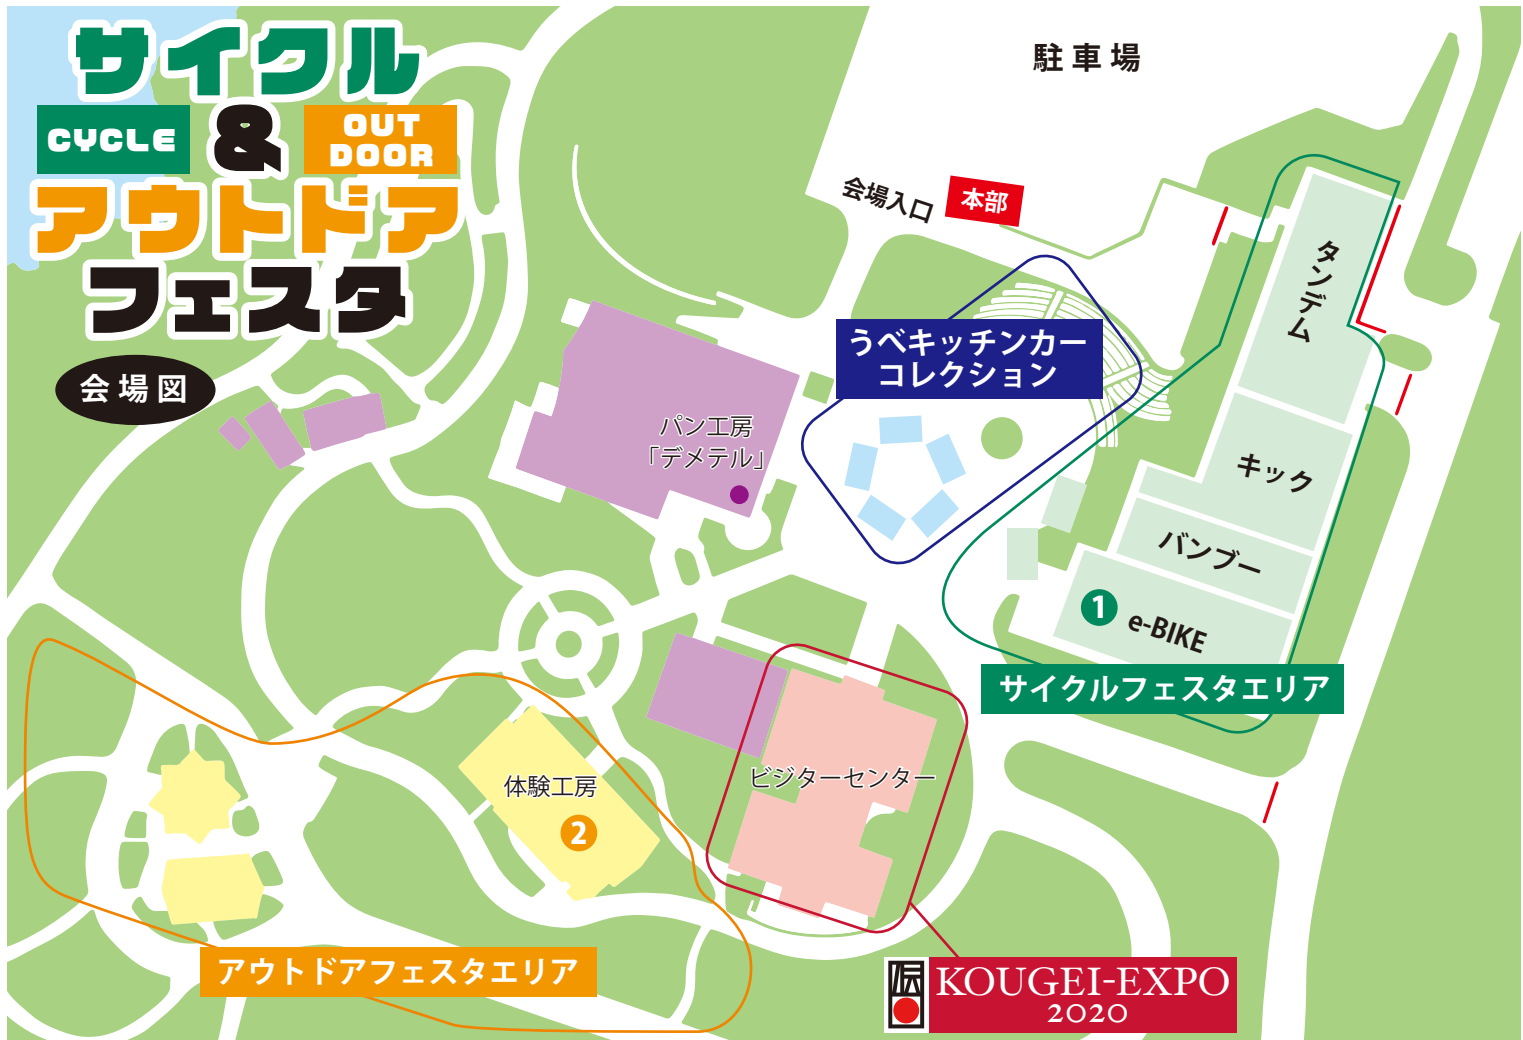 サイクル
CYCLE
&
OUT
DOOR
アウトドア
フェスタ
会場図
駐車場
会場入口
本部
タンデム
うべキッチンカー
コレクション
パン工房
「デメテル」
キック
バンブー
1
e-BIKE
サイクルフェスタエリア
体験工房
2
ビジターセンター
アウトドアフェスタエリア
KOUGEI-EXPO
2020